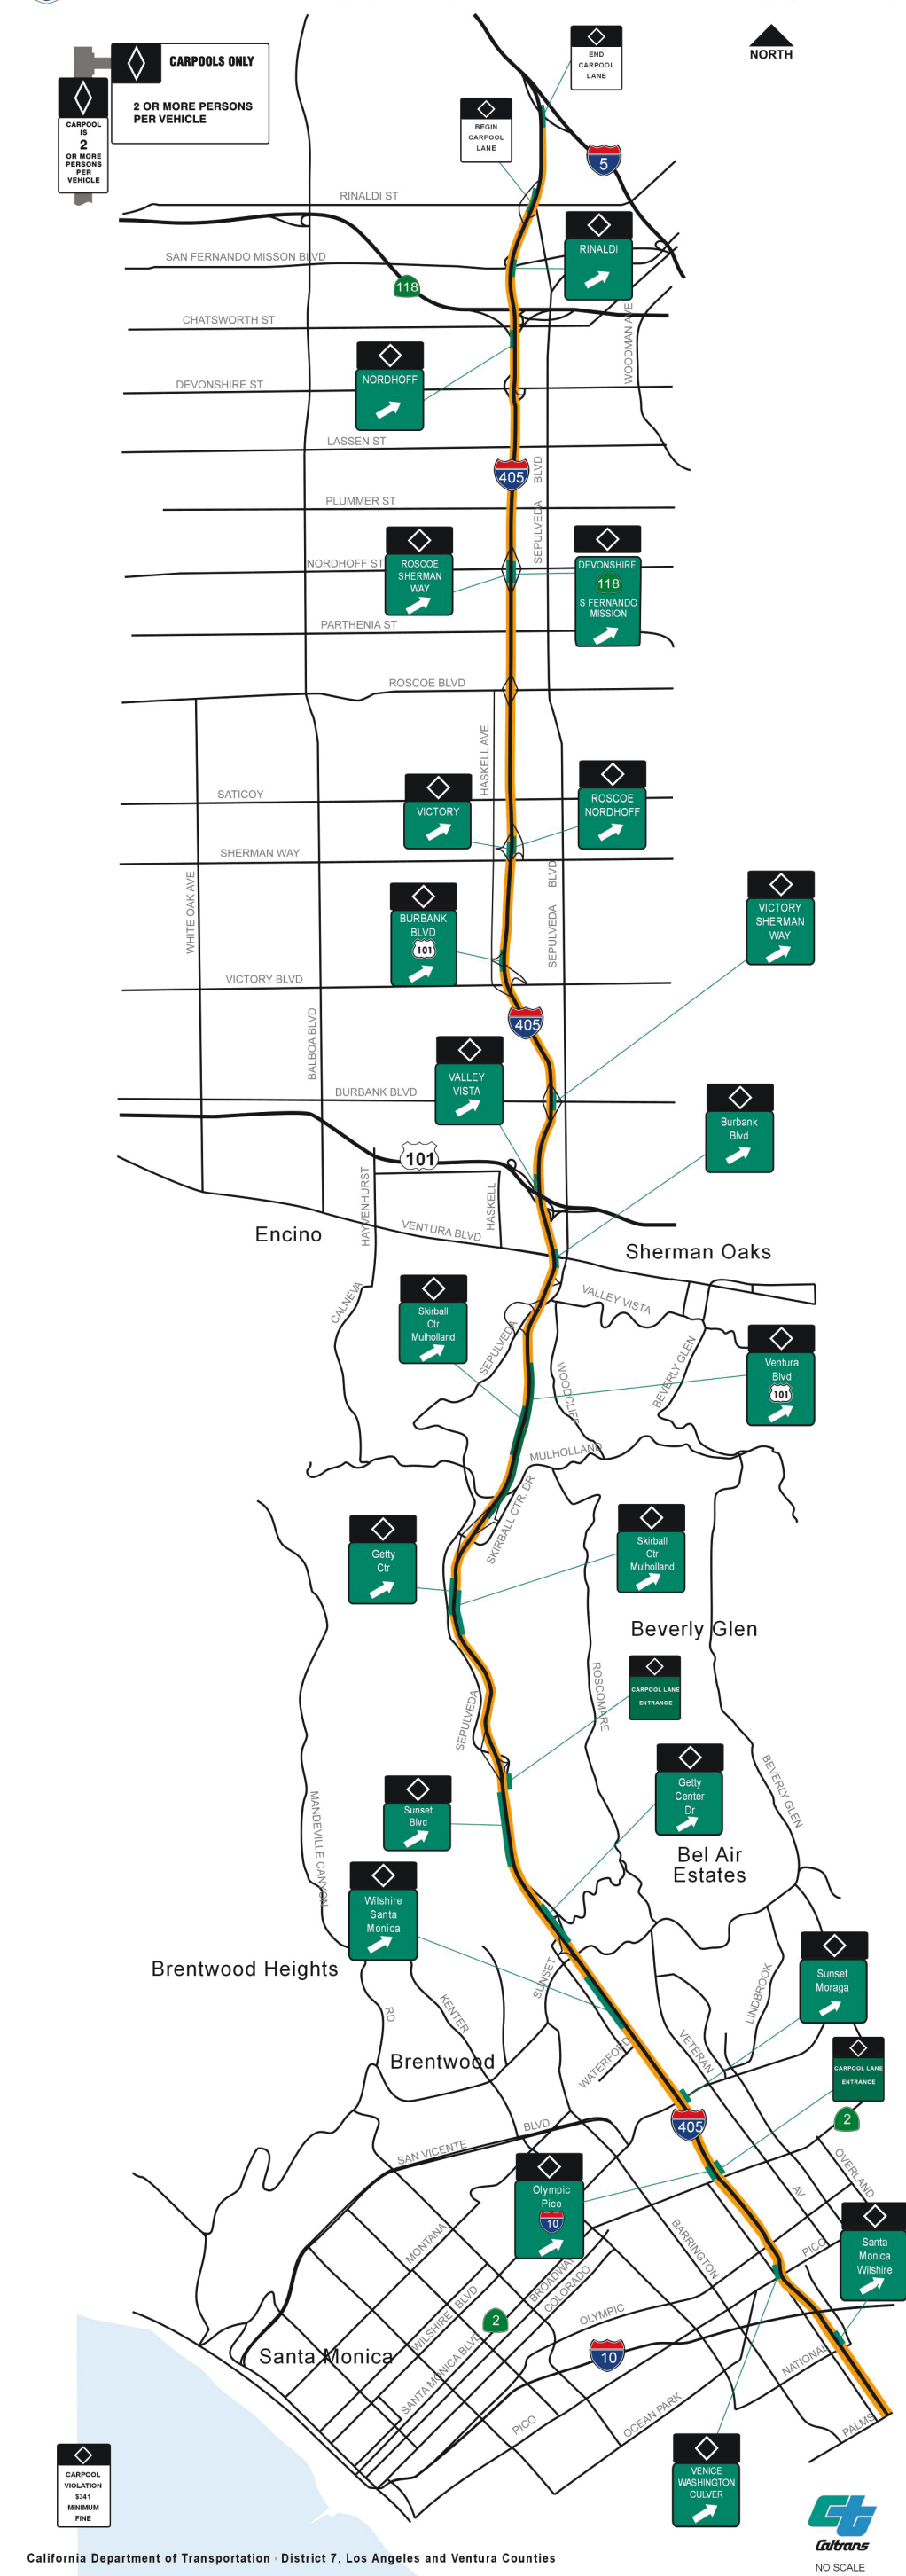 NORTH
CARPOOLS ONLY
2 OR MORE PERSONS
PER VEHICLE
CARPOOL
IS
2
OR MORE
PERSONS
PER
VEHICLE
END
CARPOOL
LANE
BEGIN
CARPOOL
LANE
5
RINALDI ST
RINALDI
SAN FERNANDO MISSON BLVD
118
CHATSWORTH ST
WOODMAN AVE
NORDHOFF
DEVONSHIRE ST
LASSEN ST
405
SEPULVEDA BLVD
PLUMMER ST
NORDHOFF ST
ROSCOE
SHERMAN
WAY
DEVONSHIRE
118
S FERNANDO
MISSION
PARTHENIA ST
ROSCOE BLVD
HASKELL AVE
SATICOY
VICTORY
ROSCOE
NORDHOFF
SHERMAN WAY
WHITE OAK AVE
SEPULVEDA BLVD
BURBANK
BLVD
101
VICTORY
SHERMAN
WAY
VICTORY BLVD
405
BALBOA BLVD
VALLEY
VISTA
BURBANK BLVD
Burbank
Blvd
101
HAYVENHURST
HASKELL
VENTURA BLVD
Encino
Sherman Oaks
CALNEVA
VALLEY VISTA
Skirball
Ctr
Mulholland
SEPULVEDA
WOODCLIFF
BEVERLY GLEN
Ventura
Blvd
101
MULHOLLAND
SKIRBALL CTR. DR
Getty
Ctr
Skirball
Ctr
Mulholland
Beverly Glen
ROSCOMARE
CARPOOL LANE
ENTRANCE
SEPULVEDA
Getty
Center
Dr
BEVERLY GLEN
Sunset
Blvd
MANDEVILLE CANYON
Bel Air
Estates
Wilshire
Santa
Monica
Brentwood Heights
SUNSET
LINDBROOK
Sunset
Moraga
RD
KENTER
WATERFORD
VETERAN
Brentwood
CARPOOL LANE
ENTRANCE
2
405
SAN VICENTE
BLVD
OVERLAND
Olympic
Pico
10
AV
MONTANA
BARRINGTON
PICO
Santa
Monica
Wilshire
BROADWAY
COLORADO
WILSHIRE BLVD
2
OLYMPIC
SANTA MONICA BLVD
Santa Monica
10
NATIONAL
PICO
OCEAN PARK
PALMS
VENICE
WASHINGTON
CULVER
CARPOOL
VIOLATION
$341
MINIMUM
FINE
Caltrans
NO SCALE
California Department of Transportation · District 7, Los Angeles and Ventura Counties